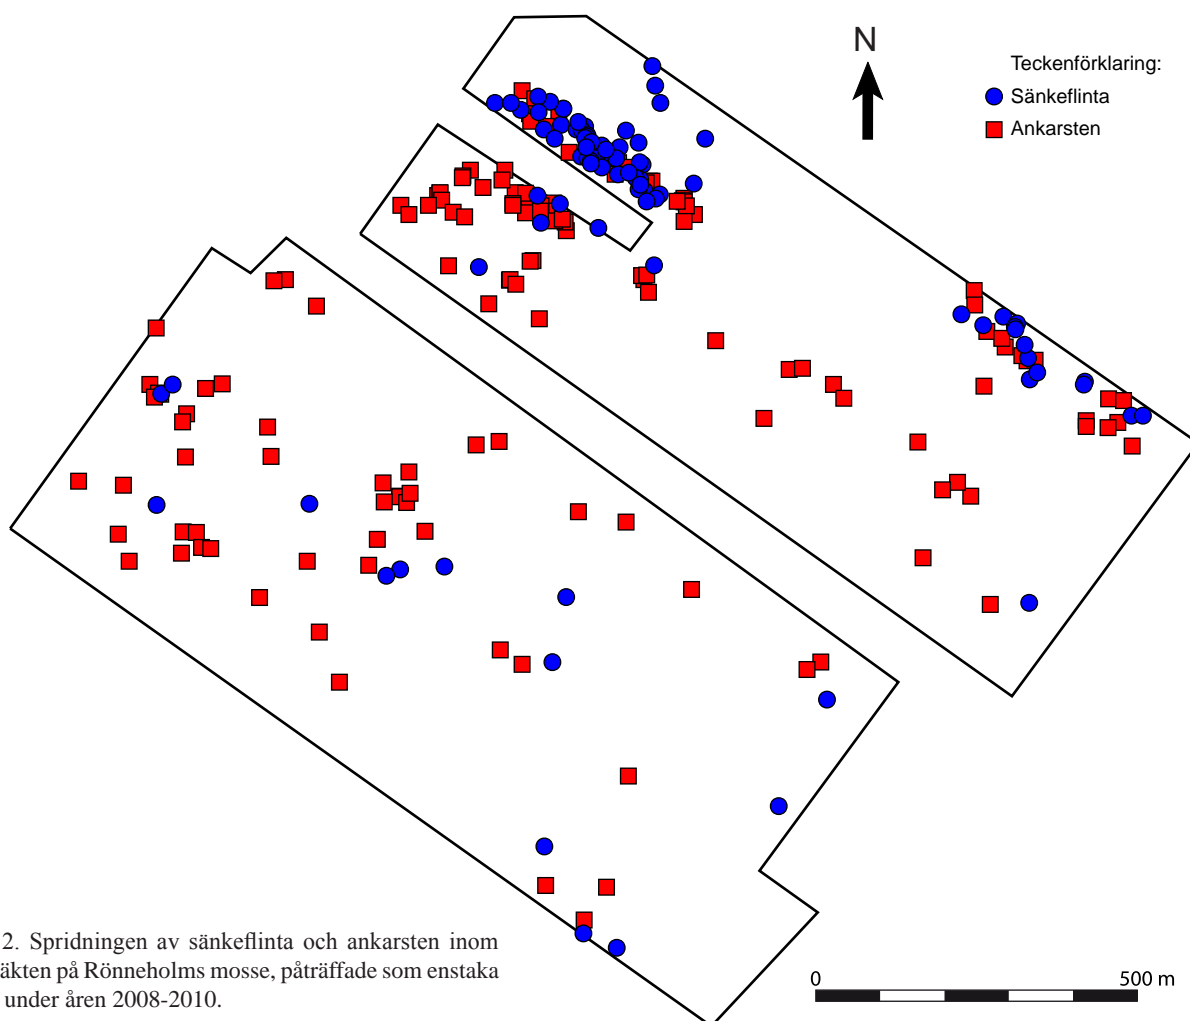 N
Teckenförklaring:
Sänkeflinta
Ankarsten
2. Spridningen av sänkeflinta och ankarsten inom
äkten på Rönneholms mosse, påträffade som enstaka
under åren 2008-2010.
0 500 m